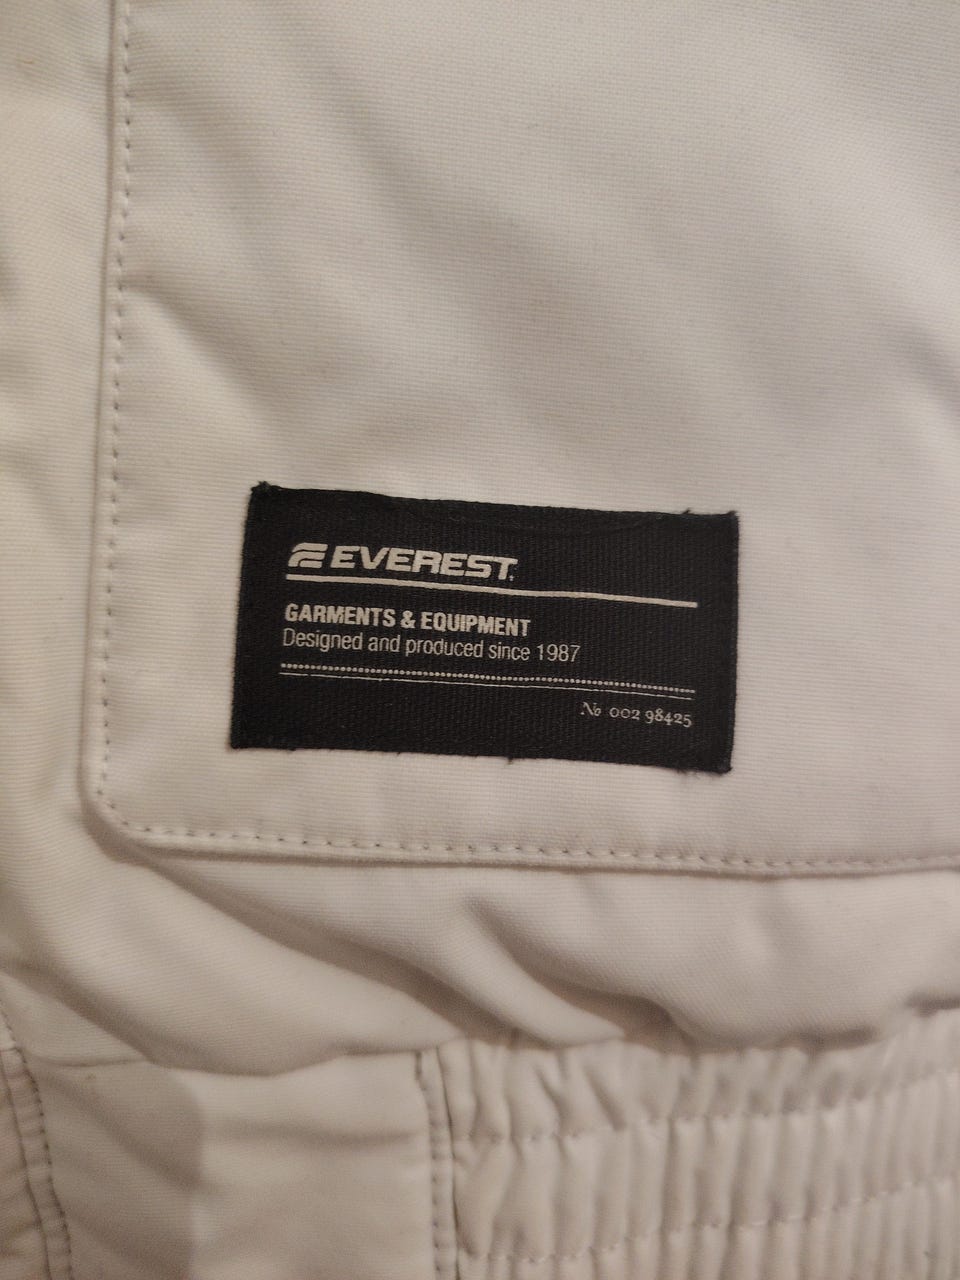 EVEREST.
GARMENTS & EQUIPMENT
Designed and produced since 1987
No 002 98425